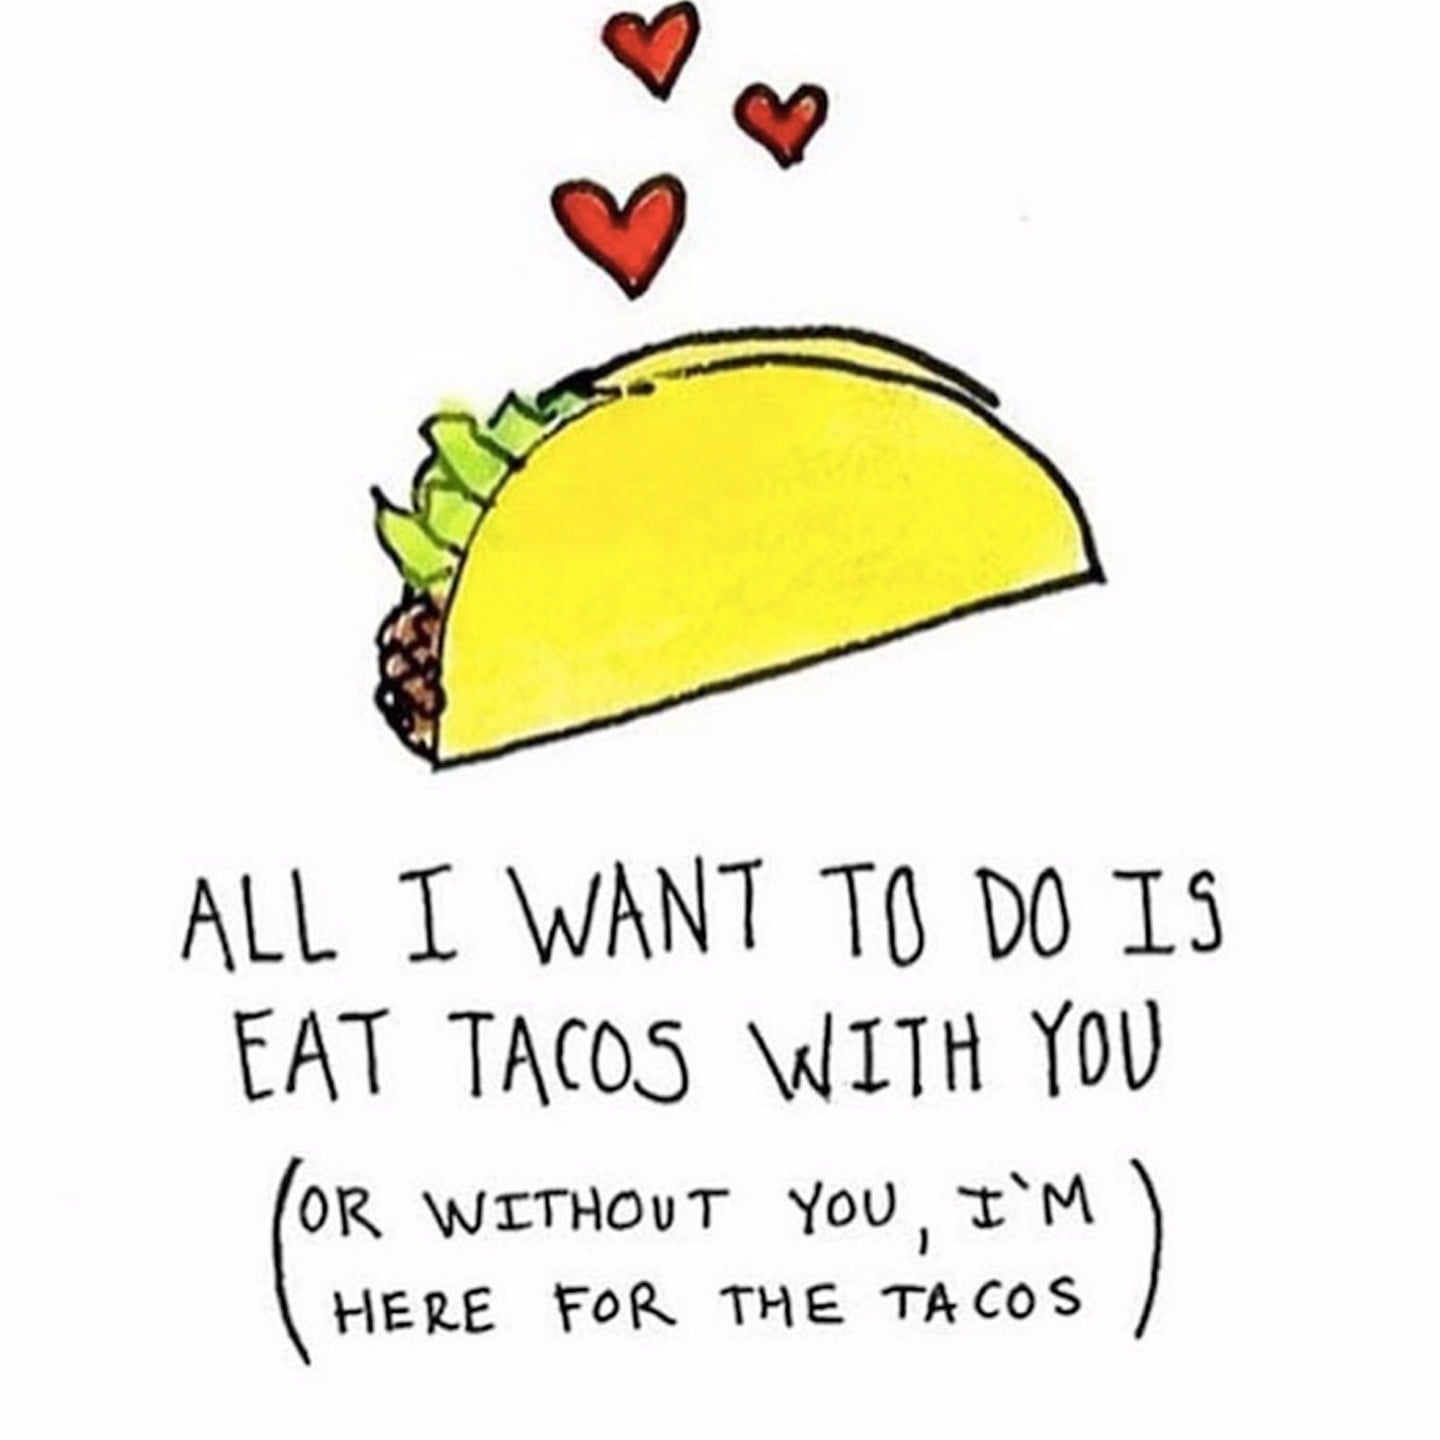 ALL I WANT TO DO IS
EAT TACOS WITH YOU
(OR WITHOUT YOU, I'M
HERE FOR THE TACOS)